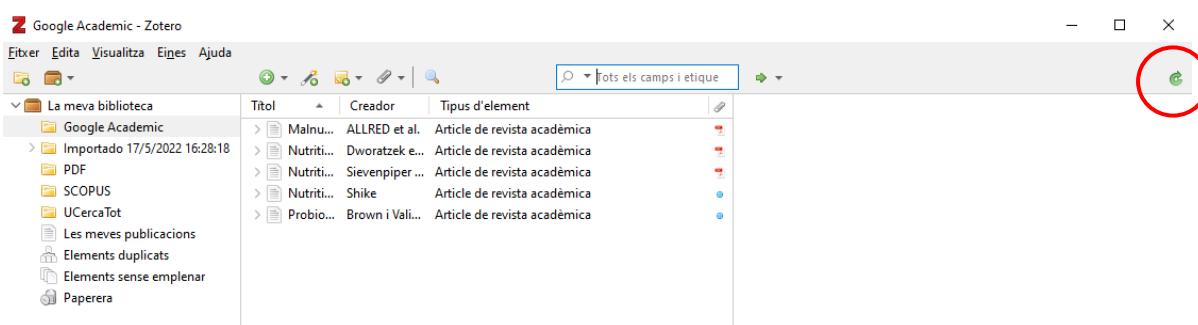 Google Academic - Zotero
Fitxer Edita Visualitza Eines Ajuda
Tots els camps i etique
La meva biblioteca
Google Academic
Importado 17/5/2022 16:28:18
PDF
SCOPUS
UCercaTot
Les meves publicacions
Elements duplicats
Elements sense emplenar
Paperera
Títol Creador Tipus d'element
Malnu... ALLRED et al. Article de revista acadèmica
Nutriti... Dworatzek e... Article de revista acadèmica
Nutriti... Sievenpiper ... Article de revista acadèmica
Nutriti... Shike Article de revista acadèmica
Probio... Brown i Vali... Article de revista acadèmica